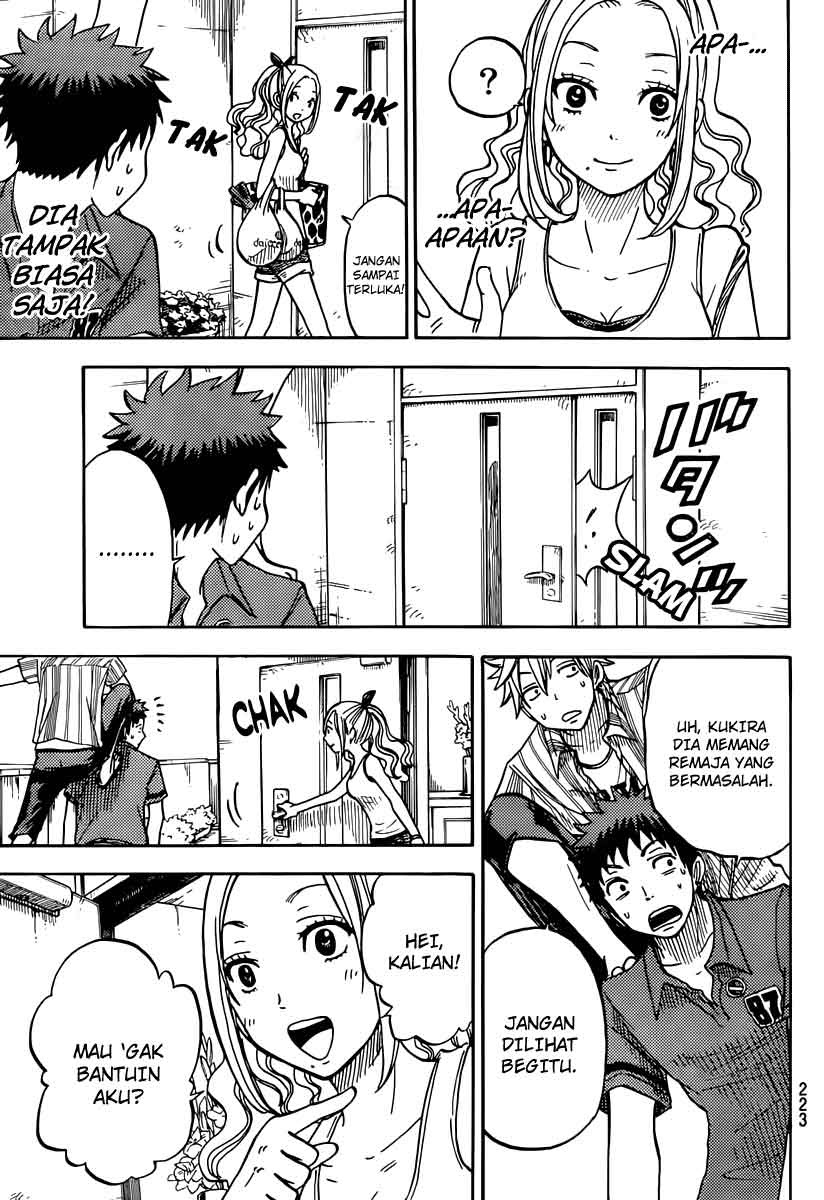 APA-...
?
...APA-
APAAN?
TAK
TAK
JANGAN
SAMPAI
TERLUKA!
DIA
TAMPAK
BIASA
SAJA!
SLAM
.........
UH, KUKIRA
DIA MEMANG
REMAJA YANG
BERMASALAH.
87
JANGAN
DILIHAT
BEGITU.
CHAK
HEI,
KALIAN!
MAU 'GAK
BANTUIN
AKU?
223